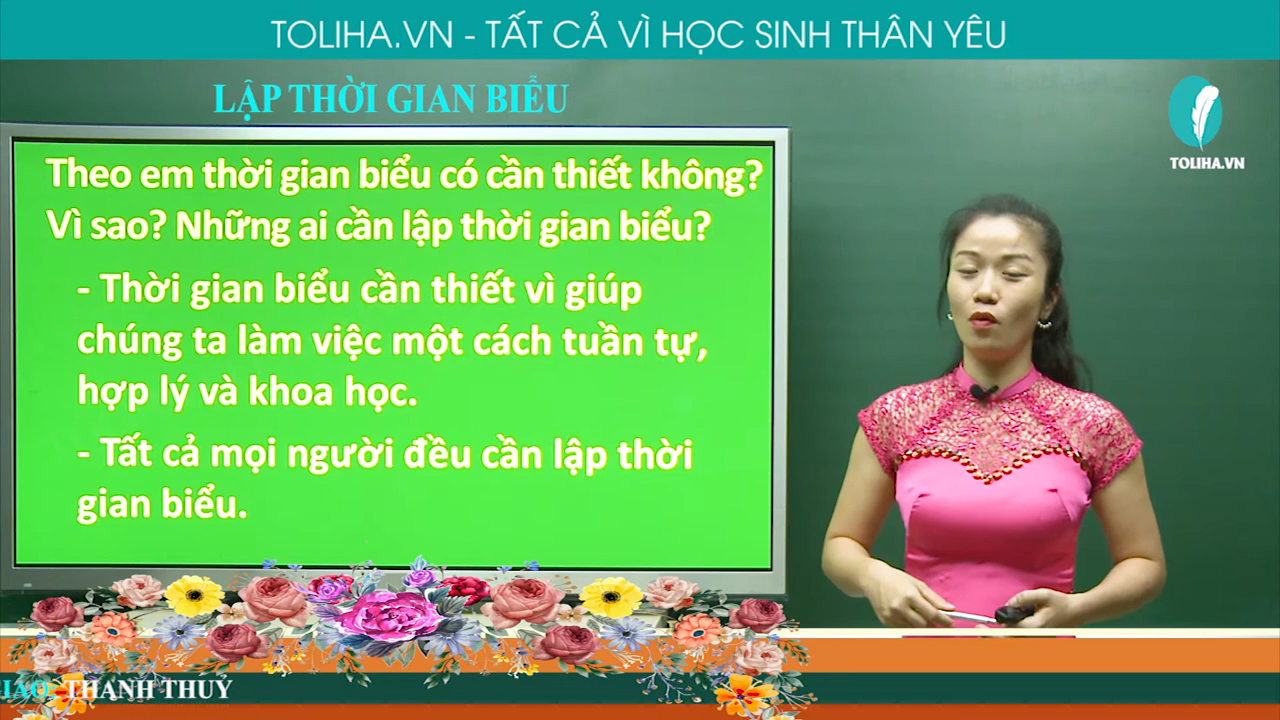 TOLIHA.VN - TẤT CẢ VÌ HỌC SINH THÂN YÊU
LẬP THỜI GIAN BIỂU
TOLIHA.VN
Theo em thời gian biểu có cần thiết không?
Vì sao? Những ai cần lập thời gian biểu?
- Thời gian biểu cần thiết vì giúp
chúng ta làm việc một cách tuần tự,
hợp lý và khoa học.
- Tất cả mọi người đều cần lập thời
gian biểu.
THANH THUỶ